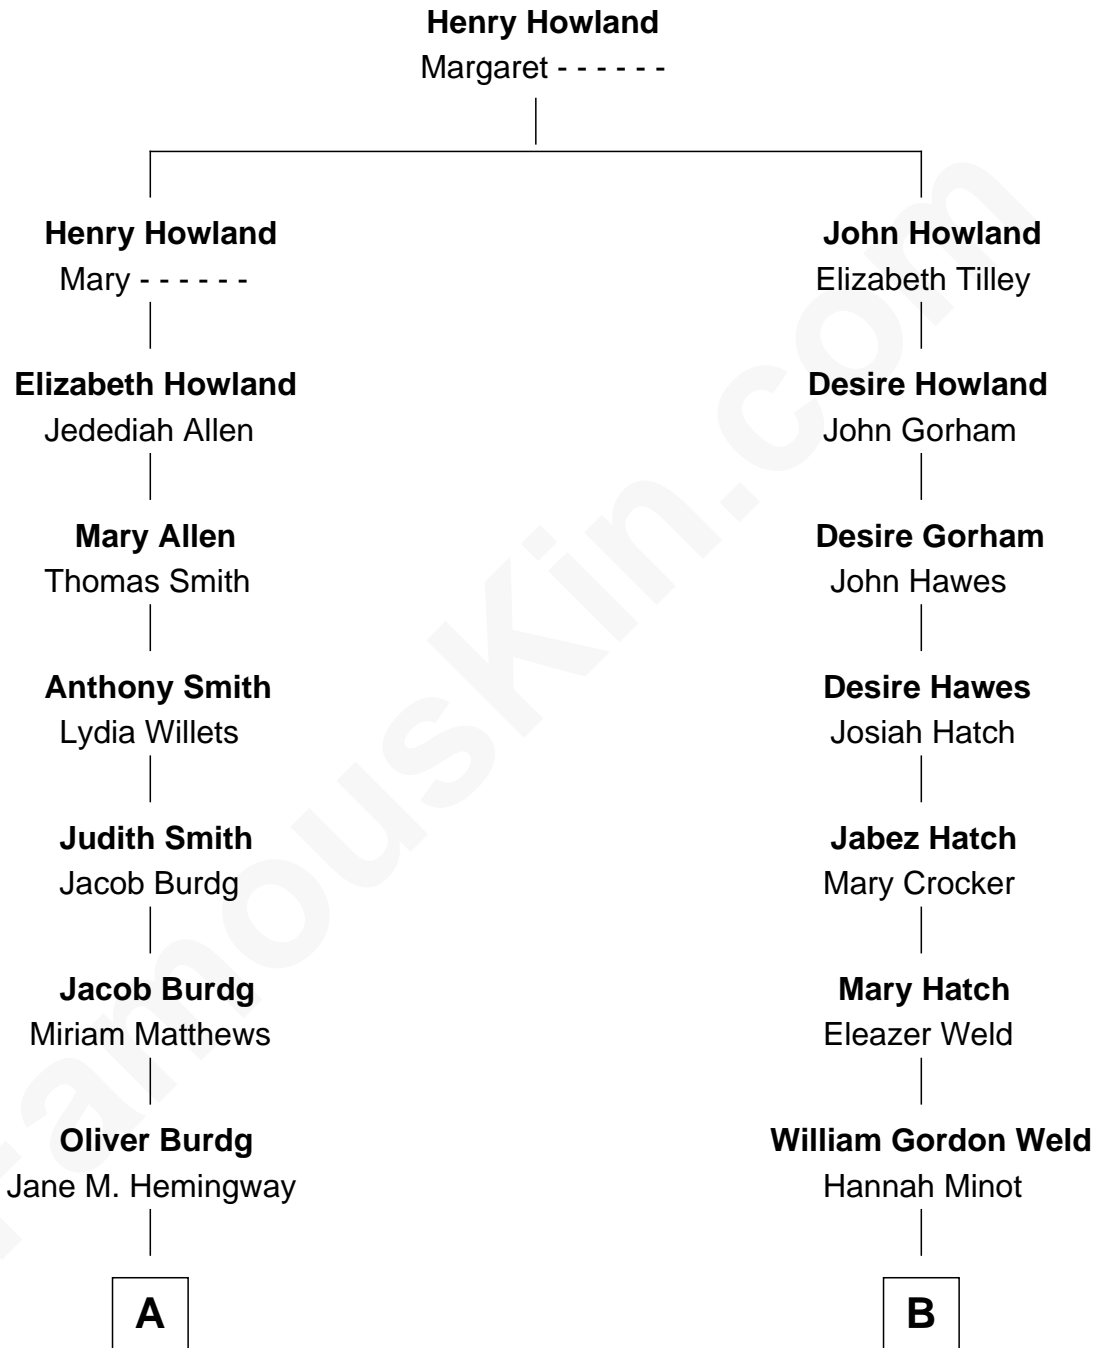 Henry Howland
Margaret - - - - - -
Henry Howland
Mary - - - - - -
John Howland
Elizabeth Tilley
Elizabeth Howland
Jedediah Allen
Desire Howland
John Gorham
Mary Allen
Thomas Smith
Desire Gorham
John Hawes
Anthony Smith
Lydia Willets
Desire Hawes
Josiah Hatch
Judith Smith
Jacob Burdg
Jabez Hatch
Mary Crocker
Jacob Burdg
Miriam Matthews
Mary Hatch
Eleazer Weld
Oliver Burdg
Jane M. Hemingway
William Gordon Weld
Hannah Minot
A
B
FamousKin.com